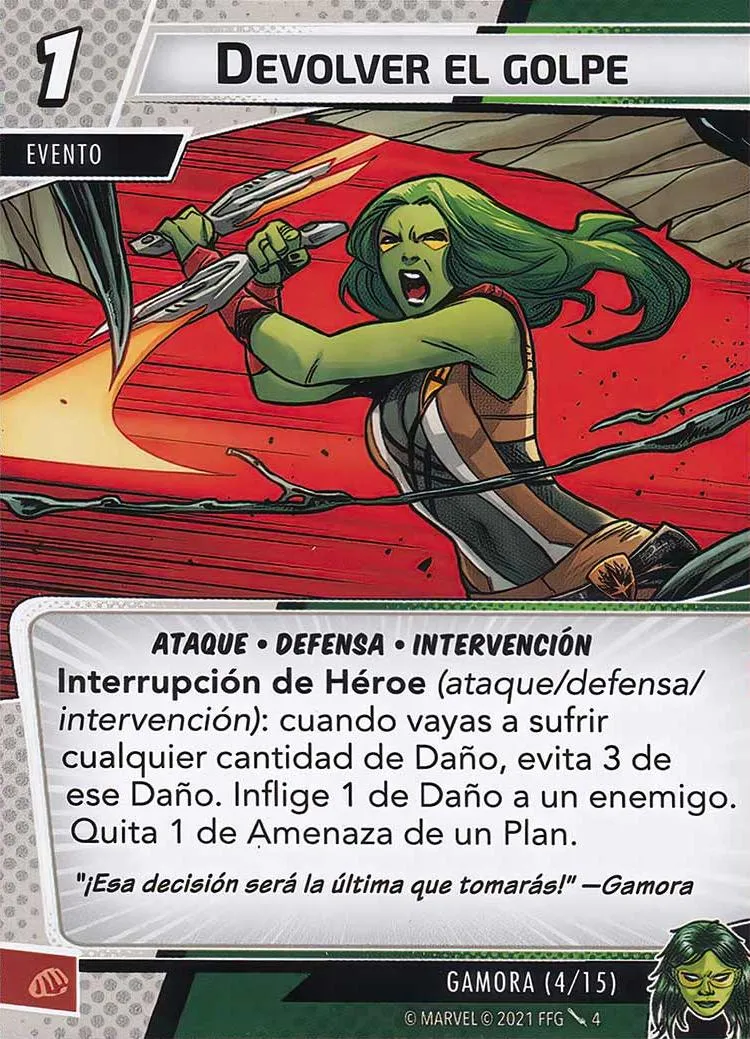 1
DEVOLVER EL GOLPE
EVENTO
ATAQUE • DEFENSA • INTERVENCIÓN
Interrupción de Héroe (ataque/defensa/
intervención): cuando vayas a sufrir
cualquier cantidad de Daño, evita 3 de
ese Daño. Inflige 1 de Daño a un enemigo.
Quita 1 de Amenaza de un Plan.
"¡Esa decisión será la última que tomarás!" —Gamora
GAMORA (4/15)
© MARVEL © 2021 FFG 4